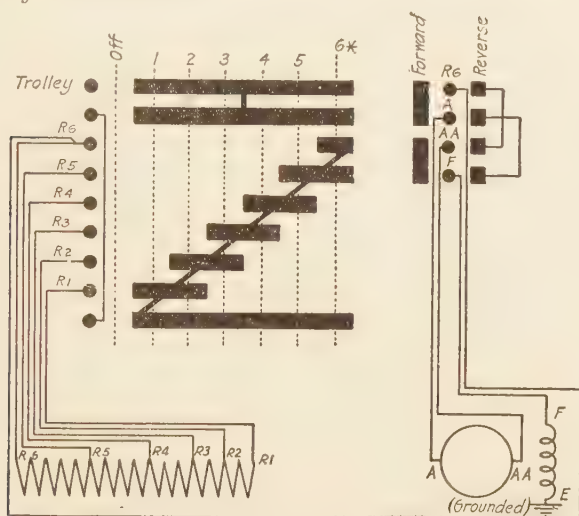 Off
1
2
3
4
5
6*
Trolley
R6
R5
R4
R3
R2
R1
Forward
R6
A
AA
F
Reverse
R6
R5
R4
R3
R2
R1
A
AA
F
E
(Grounded)